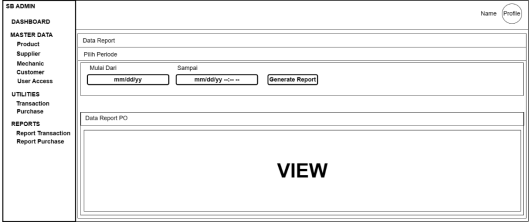 SB ADMIN
DASHBOARD
MASTER DATA
Product
Supplier
Mechanic
Customer
User Access
UTILITIES
Transaction
Purchase
REPORTS
Report Transaction
Report Purchase
Name
Profile
Data Report
Pilih Periode
Mulai Dari
Sampai
mm/dd/yy
mm/dd/yy --:-- --
Generate Report
Data Report PO
VIEW